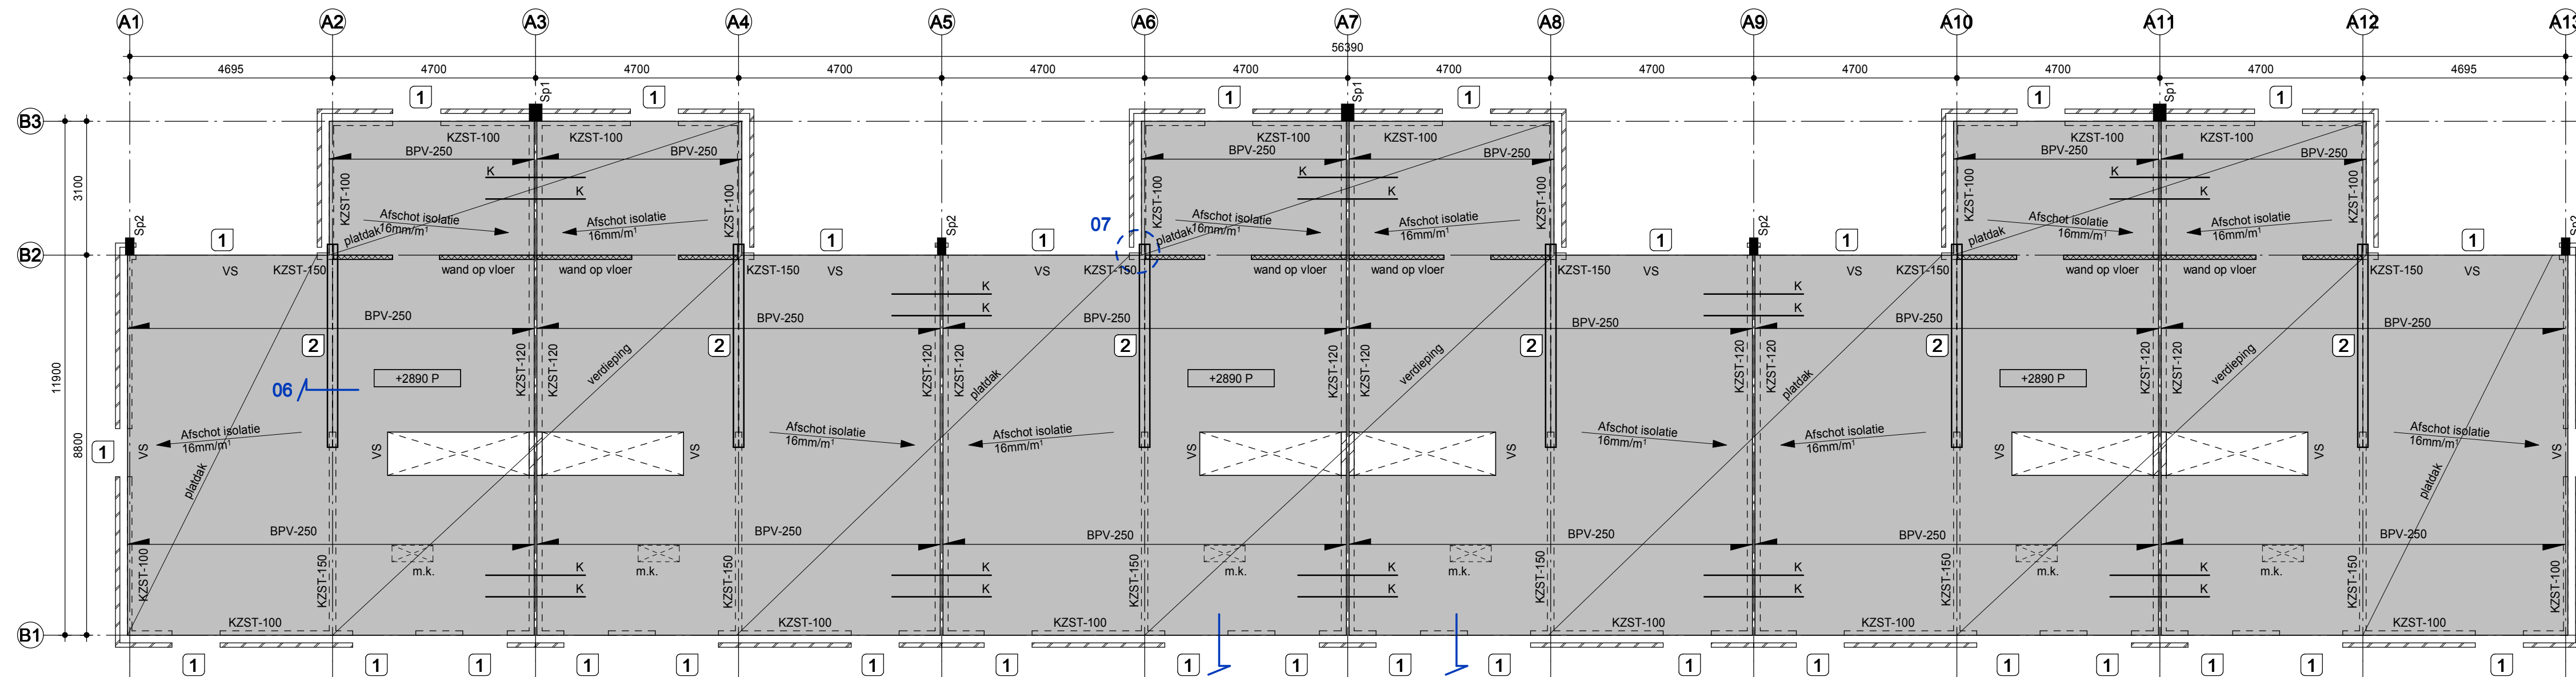 A1 A2 A3 A4 A5 A6 A7 A8 A9 A10 A11 A12 A13
56390
4695 4700 4700 4700 4700 4700 4700 4700 4700 4700 4700 4695
Sp1 Sp1 Sp1
1 1 1 1 1 1
B3
KZST-100 KZST-100 KZST-100 KZST-100 KZST-100 KZST-100
BPV-250 BPV-250 BPV-250 BPV-250 BPV-250 BPV-250
K K K
K K K
3100
KZST-100 KZST-100 KZST-100 KZST-100 KZST-100 KZST-100
Afschot isolatie Afschot isolatie Afschot isolatie Afschot isolatie Afschot isolatie Afschot isolatie
16mm/m¹ 16mm/m¹ 16mm/m¹ 16mm/m¹ 16mm/m¹ 16mm/m¹
Sp2 Sp2 Sp2 Sp2
07
platdak platdak platdak
1 1 1 1 1 1
B2
VS KZST-150 wand op vloer wand op vloer KZST-150 VS VS KZST-150 wand op vloer wand op vloer KZST-150 VS VS KZST-150 wand op vloer wand op vloer KZST-150 VS
K K
K K
BPV-250 BPV-250 BPV-250 BPV-250 BPV-250 BPV-250
2 2 2 2 2 2
KZST-120 KZST-120 KZST-120 KZST-120 KZST-120 KZST-120 KZST-120 KZST-120 KZST-120 KZST-120
verdieping platdak verdieping platdak verdieping
11900
+2890 P +2890 P +2890 P
06
8800
Afschot isolatie Afschot isolatie Afschot isolatie Afschot isolatie Afschot isolatie Afschot isolatie
16mm/m¹ 16mm/m¹ 16mm/m¹ 16mm/m¹ 16mm/m¹ 16mm/m¹
1 VS VS VS VS VS VS VS VS
platdak platdak
BPV-250 BPV-250 BPV-250 BPV-250 BPV-250 BPV-250
m.k. m.k. m.k. m.k. m.k. m.k.
K K K K K
K K K K K
KZST-100 KZST-150 KZST-150 KZST-150 KZST-150 KZST-150 KZST-150 KZST-100
KZST-100 KZST-100 KZST-100 KZST-100 KZST-100 KZST-100
B1
1 1 1 1 1 1 1 1 1 1 1 1 1 1 1 1 1 1